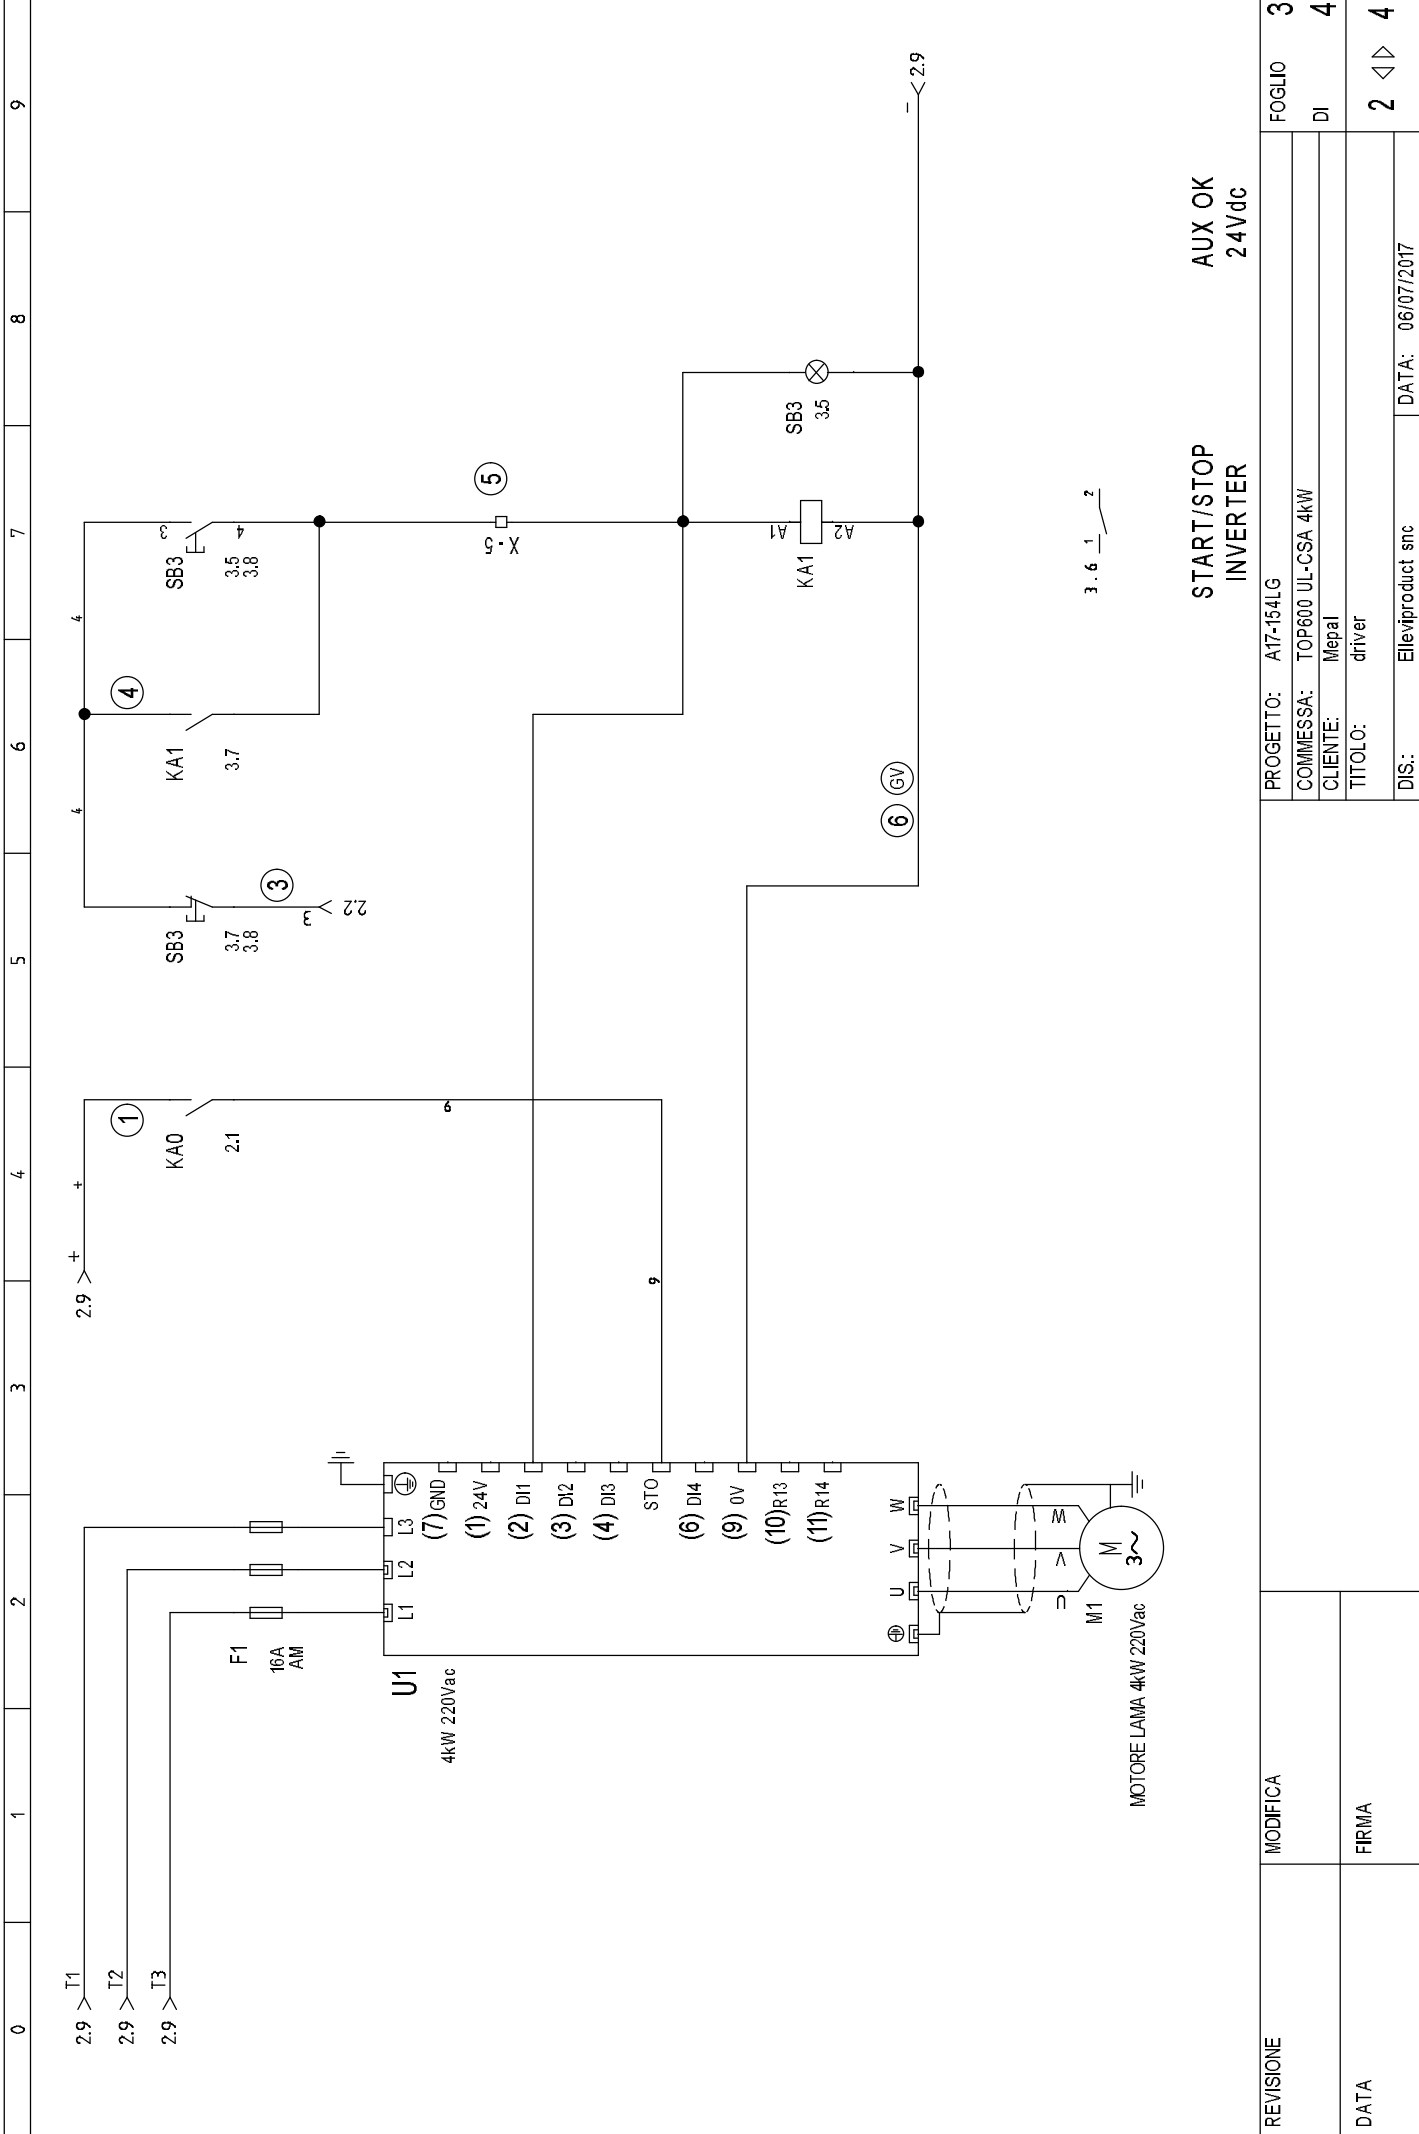 0 1 2 3 4 5 6 7 8 9
2.9 T1
2.9 T2
2.9 T3
F1
16A
AM
2.9 + +
1
KA0
2.1
9
9
SB3
3.7
3.8
3
3
2.2
4
4
4
KA1
3.7
SB3
3
4
3.5
3.8
X-5
5
U1
4kW 220Vac
L1 L2 L3
(7) GND
(1) 24V
(2) DI1
(3) DI2
(4) DI3
STO
(6) DI4
(9) 0V
(10) R13
(11) R14
U V W
U V W
M1
M
3~
MOTORE LAMA 4kW 220Vac
6 GV
KA1
A1
A2
SB3
3.5
- 2.9
3.6 1 2
START/STOP
INVERTER
AUX OK
24Vdc
REVISIONE
MODIFICA
DATA
FIRMA
PROGETTO: A17-154LG
COMMESSA: TOP600 UL-CSA 4kW
CLIENTE: Mepal
TITOLO: driver
DIS.: Elleviproduct snc
DATA: 06/07/2017
FOGLIO 3
DI 4
2 4